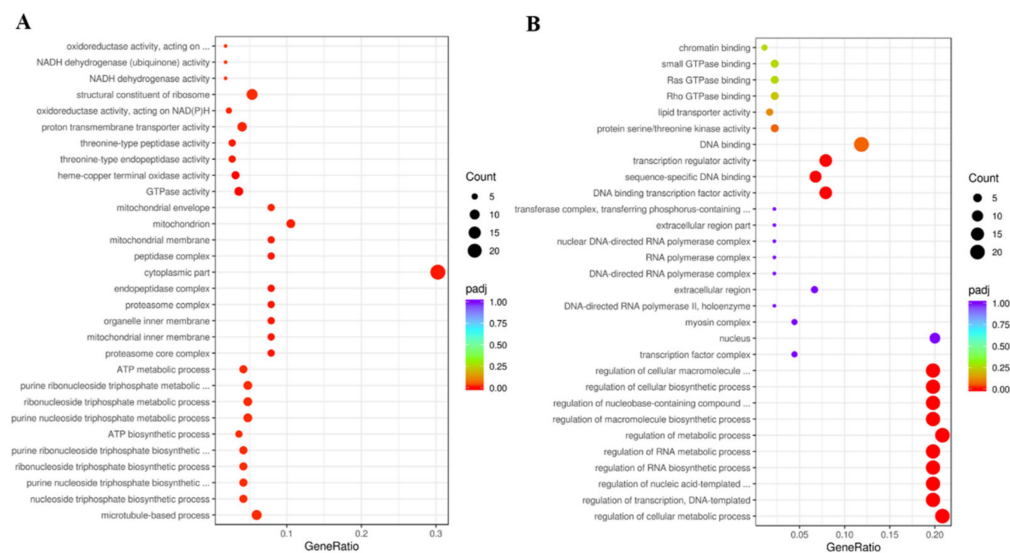 A
oxidoreductase activity, acting on ...
NADH dehydrogenase (ubiquinone) activity
NADH dehydrogenase activity
structural constituent of ribosome
oxidoreductase activity, acting on NAD(P)H
proton transmembrane transporter activity
threonine-type peptidase activity
threonine-type endopeptidase activity
heme-copper terminal oxidase activity
GTPase activity
mitochondrial envelope
mitochondrion
mitochondrial membrane
peptidase complex
cytoplasmic part
endopeptidase complex
proteasome complex
organelle inner membrane
mitochondrial inner membrane
proteasome core complex
ATP metabolic process
purine ribonucleoside triphosphate metabolic ...
ribonucleoside triphosphate metabolic process
purine nucleoside triphosphate metabolic process
ATP biosynthetic process
purine ribonucleoside triphosphate biosynthetic ...
ribonucleoside triphosphate biosynthetic process
purine nucleoside triphosphate biosynthetic ...
nucleoside triphosphate biosynthetic process
microtubule-based process
0.1
0.2
0.3
GeneRatio
Count
5
10
15
20
padj
1.00
0.75
0.50
0.25
0.00
B
chromatin binding
small GTPase binding
Ras GTPase binding
Rho GTPase binding
lipid transporter activity
protein serine/threonine kinase activity
DNA binding
transcription regulator activity
sequence-specific DNA binding
DNA binding transcription factor activity
transferase complex, transferring phosphorus-containing ...
extracellular region part
nuclear DNA-directed RNA polymerase complex
RNA polymerase complex
DNA-directed RNA polymerase complex
extracellular region
DNA-directed RNA polymerase II, holoenzyme
myosin complex
nucleus
transcription factor complex
regulation of cellular macromolecule ...
regulation of cellular biosynthetic process
regulation of nucleobase-containing compound ...
regulation of macromolecule biosynthetic process
regulation of metabolic process
regulation of RNA metabolic process
regulation of RNA biosynthetic process
regulation of nucleic acid-templated ...
regulation of transcription, DNA-templated
regulation of cellular metabolic process
0.05
0.10
0.15
0.20
GeneRatio
Count
5
10
15
20
padj
1.00
0.75
0.50
0.25
0.00